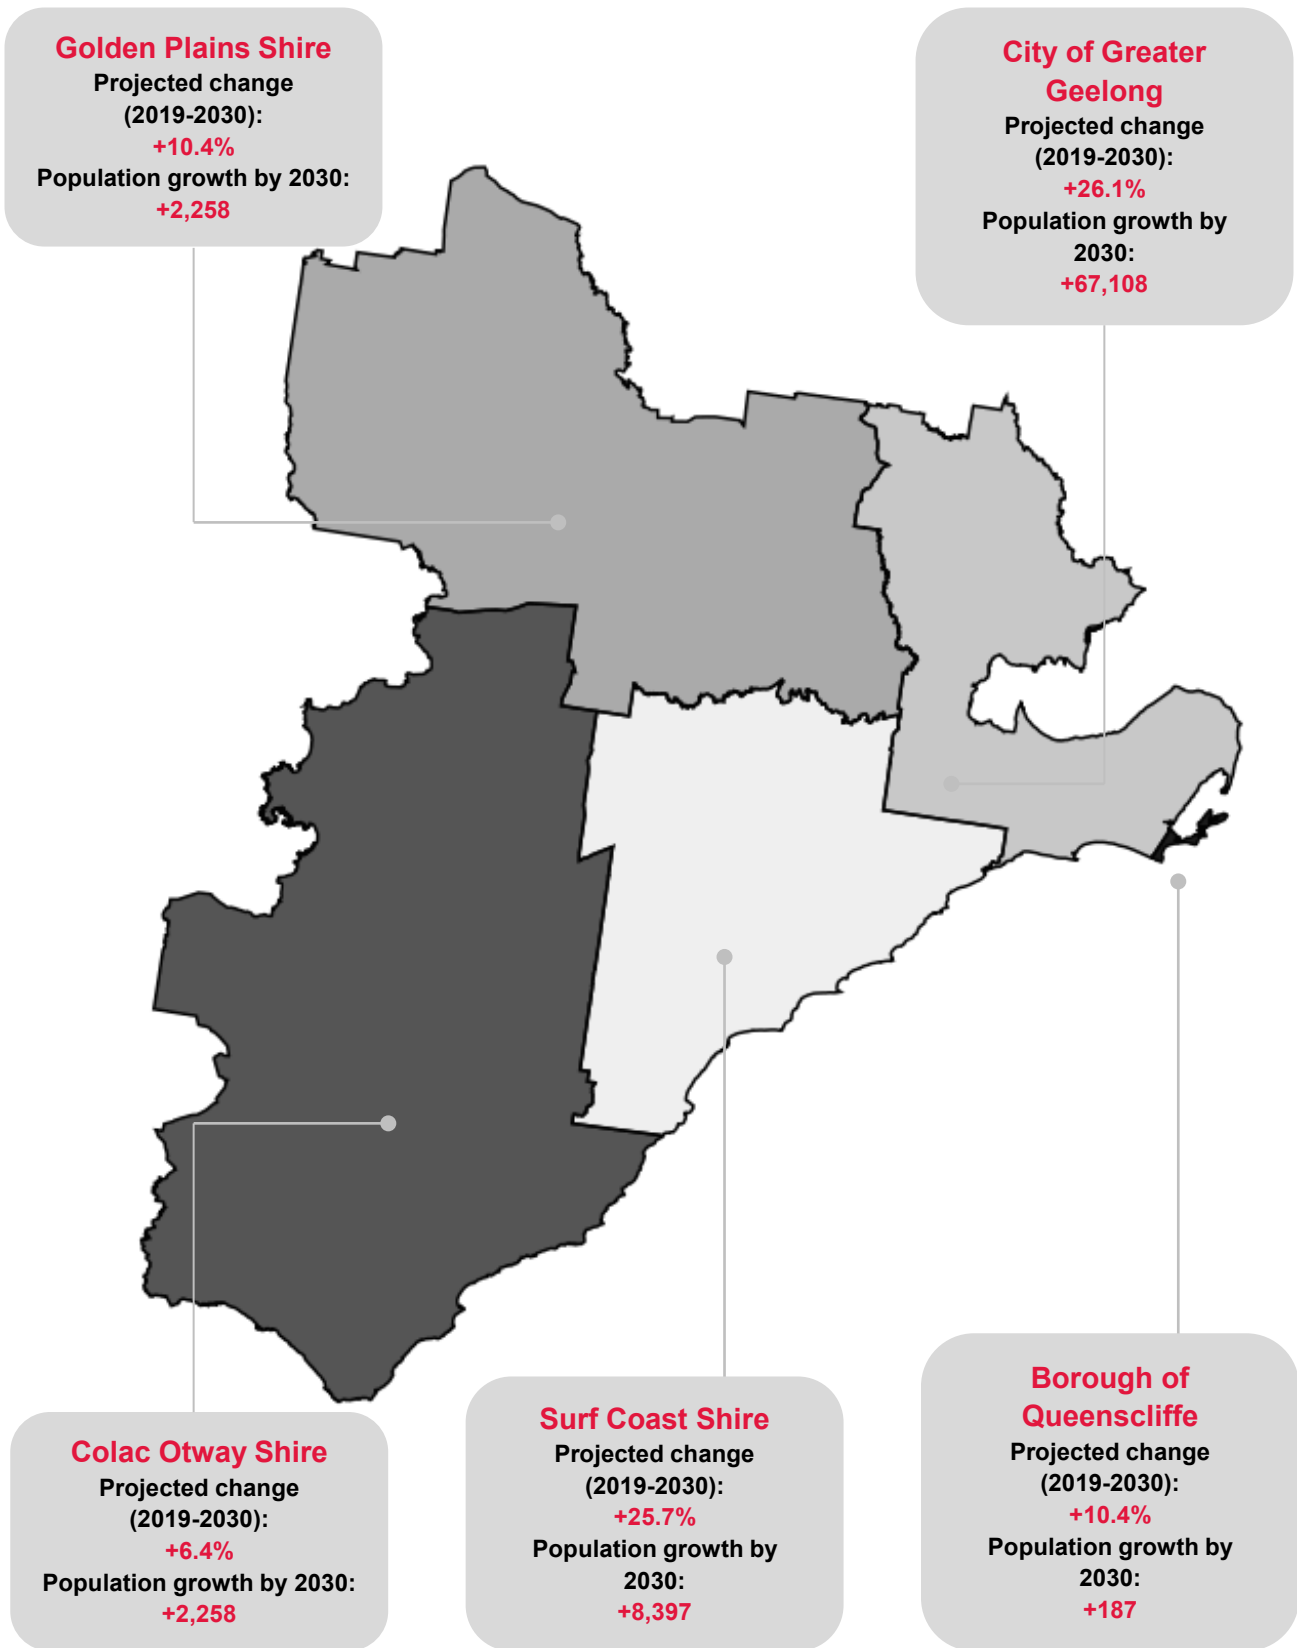 Golden Plains Shire
Projected change
(2019-2030):
+10.4%
Population growth by 2030:
+2,258
City of Greater
Geelong
Projected change
(2019-2030):
+26.1%
Population growth by
2030:
+67,108
Colac Otway Shire
Projected change
(2019-2030):
+6.4%
Population growth by 2030:
+2,258
Surf Coast Shire
Projected change
(2019-2030):
+25.7%
Population growth by
2030:
+8,397
Borough of
Queenscliffe
Projected change
(2019-2030):
+10.4%
Population growth by
2030:
+187